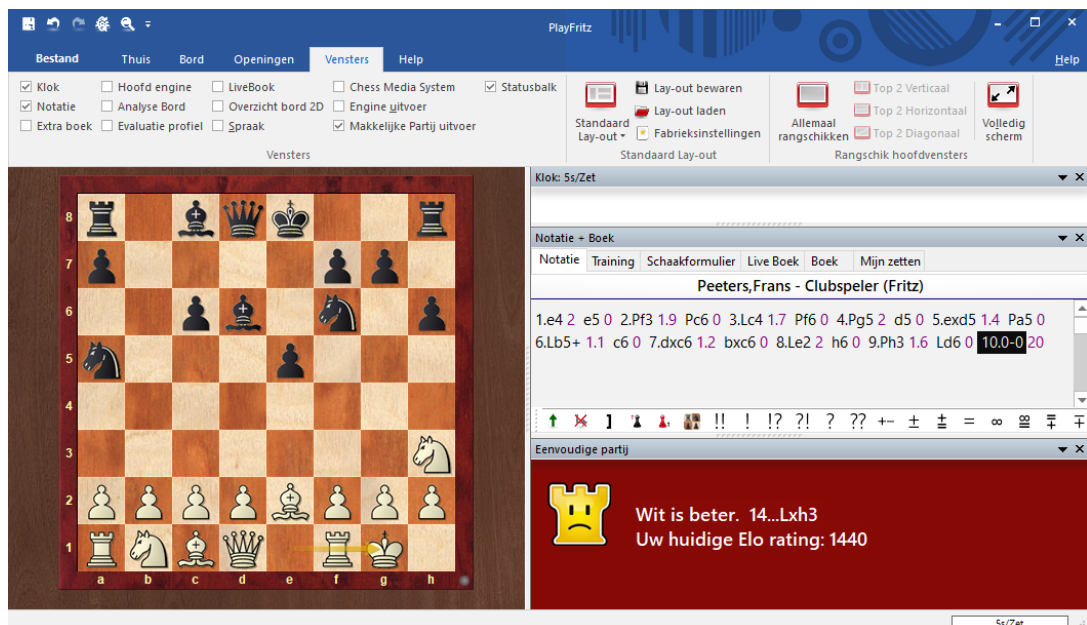 PlayFritz
Bestand Thuis Bord Openingen Vensters Help Help
Klok Hoofd engine LiveBook Chess Media System Statusbalk
Notatie Analyse Bord Overzicht bord 2D Engine uitvoer
Extra boek Evaluatie profiel Spraak Makkelijke Partij uitvoer
Vensters
Standaard Lay-out
Lay-out bewaren
Lay-out laden
Fabrieksinstellingen
Standaard Lay-out
Allemaal rangschikken
Top 2 Verticaal
Top 2 Horizontaal
Top 2 Diagonaal
Volledig scherm
Rangschik hoofdvensters
8
7
6
5
4
3
2
1
a b c d e f g h
Klok: 5s/Zet
Notatie + Boek
Notatie Training Schaakformulier Live Boek Boek Mijn zetten
Peeters,Frans - Clubspeler (Fritz)
1.e4 2 e5 0 2.Pf3 1.9 Pc6 0 3.Lc4 1.7 Pf6 0 4.Pg5 2 d5 0 5.exd5 1.4 Pa5 0
6.Lb5+ 1.1 c6 0 7.dxc6 1.2 bxc6 0 8.Le2 2 h6 0 9.Ph3 1.6 Ld6 0 10.0-0 20
] !! ! !? ?! ? ?? +− ± ⩲ = ∞ ⯹ ∓ ∓
Eenvoudige partij
Wit is beter. 14...Lxh3
Uw huidige Elo rating: 1440
5s/Zet